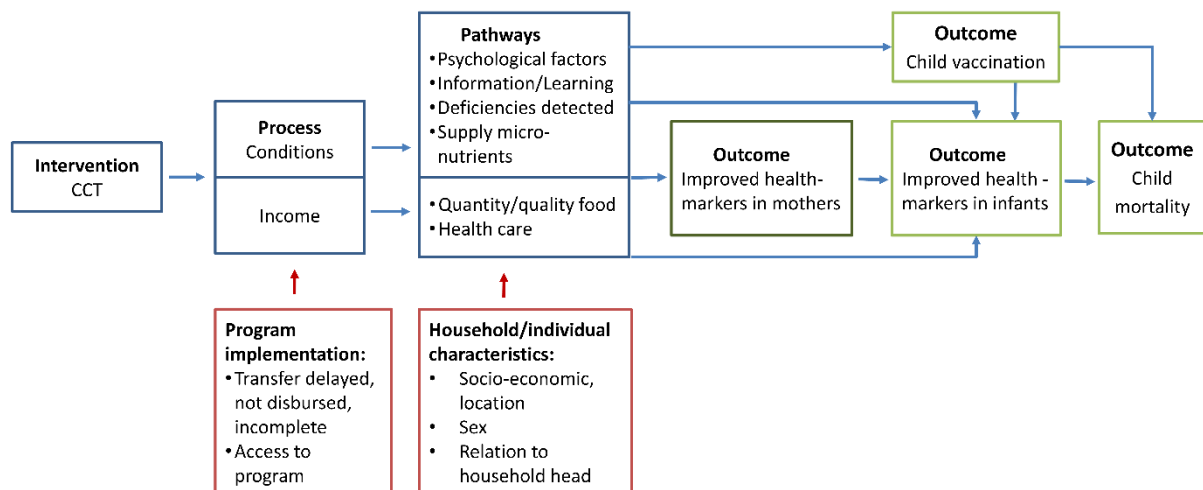 Intervention
CCT
Process
Conditions
Income
Pathways
•Psychological factors
•Information/Learning
•Deficiencies detected
•Supply micro-
nutrients
•Quantity/quality food
•Health care
Outcome
Child vaccination
Outcome
Improved health-
markers in mothers
Outcome
Improved health -
markers in infants
Outcome
Child
mortality
Program
implementation:
•Transfer delayed,
not disbursed,
incomplete
•Access to
program
Household/individual
characteristics:
• Socio-economic,
location
• Sex
• Relation to
household head